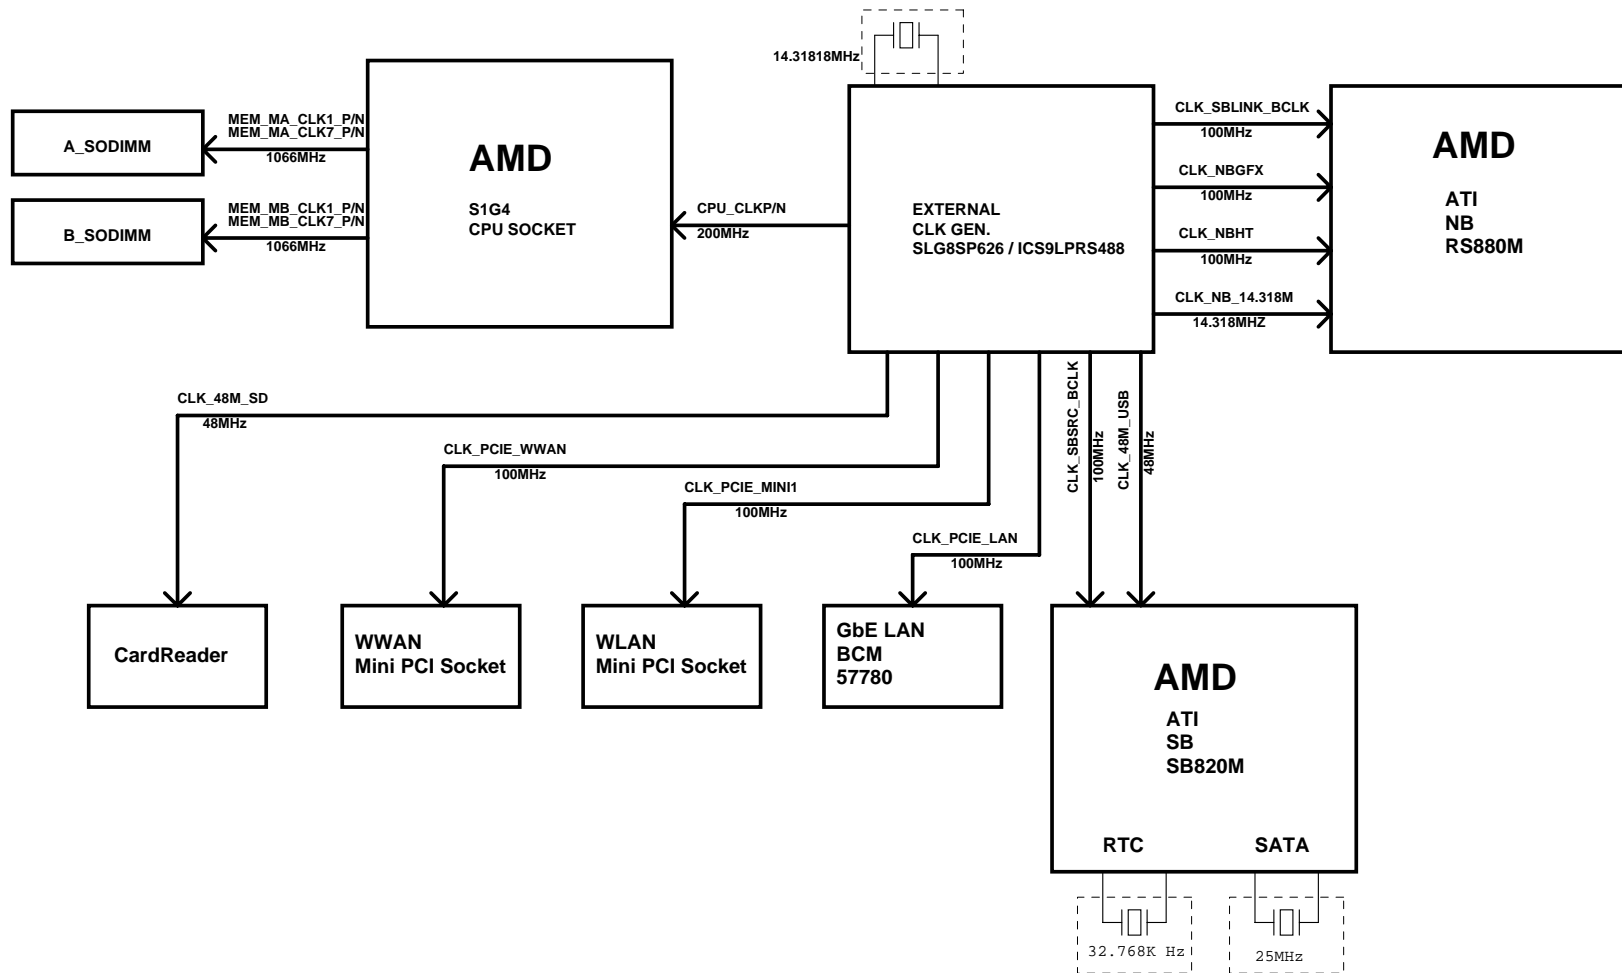 14.31818MHz
A_SODIMM
MEM_MA_CLK1_P/N
MEM_MA_CLK7_P/N
1066MHz
B_SODIMM
MEM_MB_CLK1_P/N
MEM_MB_CLK7_P/N
1066MHz
AMD
S1G4
CPU SOCKET
CPU_CLKP/N
200MHz
EXTERNAL
CLK GEN.
SLG8SP626 / ICS9LPRS488
CLK_SBLINK_BCLK
100MHz
CLK_NBGFX
100MHz
CLK_NBHT
100MHz
CLK_NB_14.318M
14.318MHZ
AMD
ATI
NB
RS880M
CLK_48M_SD
48MHz
CLK_PCIE_WWAN
100MHz
CLK_PCIE_MINI1
100MHz
CLK_PCIE_LAN
100MHz
CLK_SBSRC_BCLK
100MHz
CLK_48M_USB
48MHz
CardReader
WWAN
Mini PCI Socket
WLAN
Mini PCI Socket
GbE LAN
BCM
57780
AMD
ATI
SB
SB820M
RTC
SATA
32.768K Hz
25MHz